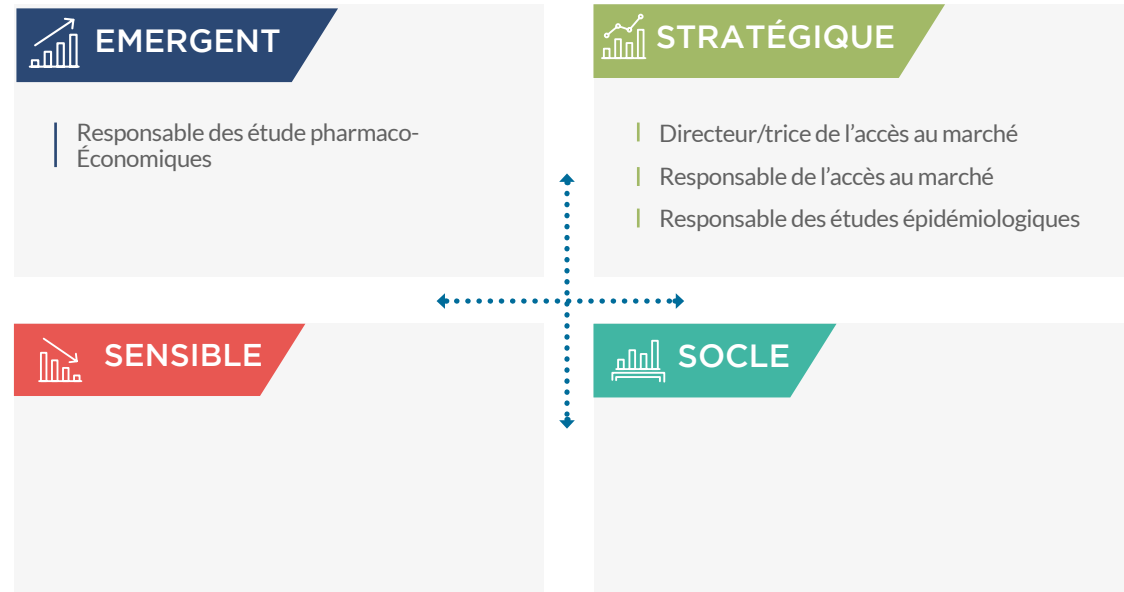 EMERGENT
Responsable des étude pharmaco-
Économiques
STRATÉGIQUE
Directeur/trice de l’accès au marché
Responsable de l’accès au marché
Responsable des études épidémiologiques
SENSIBLE
SOCLE